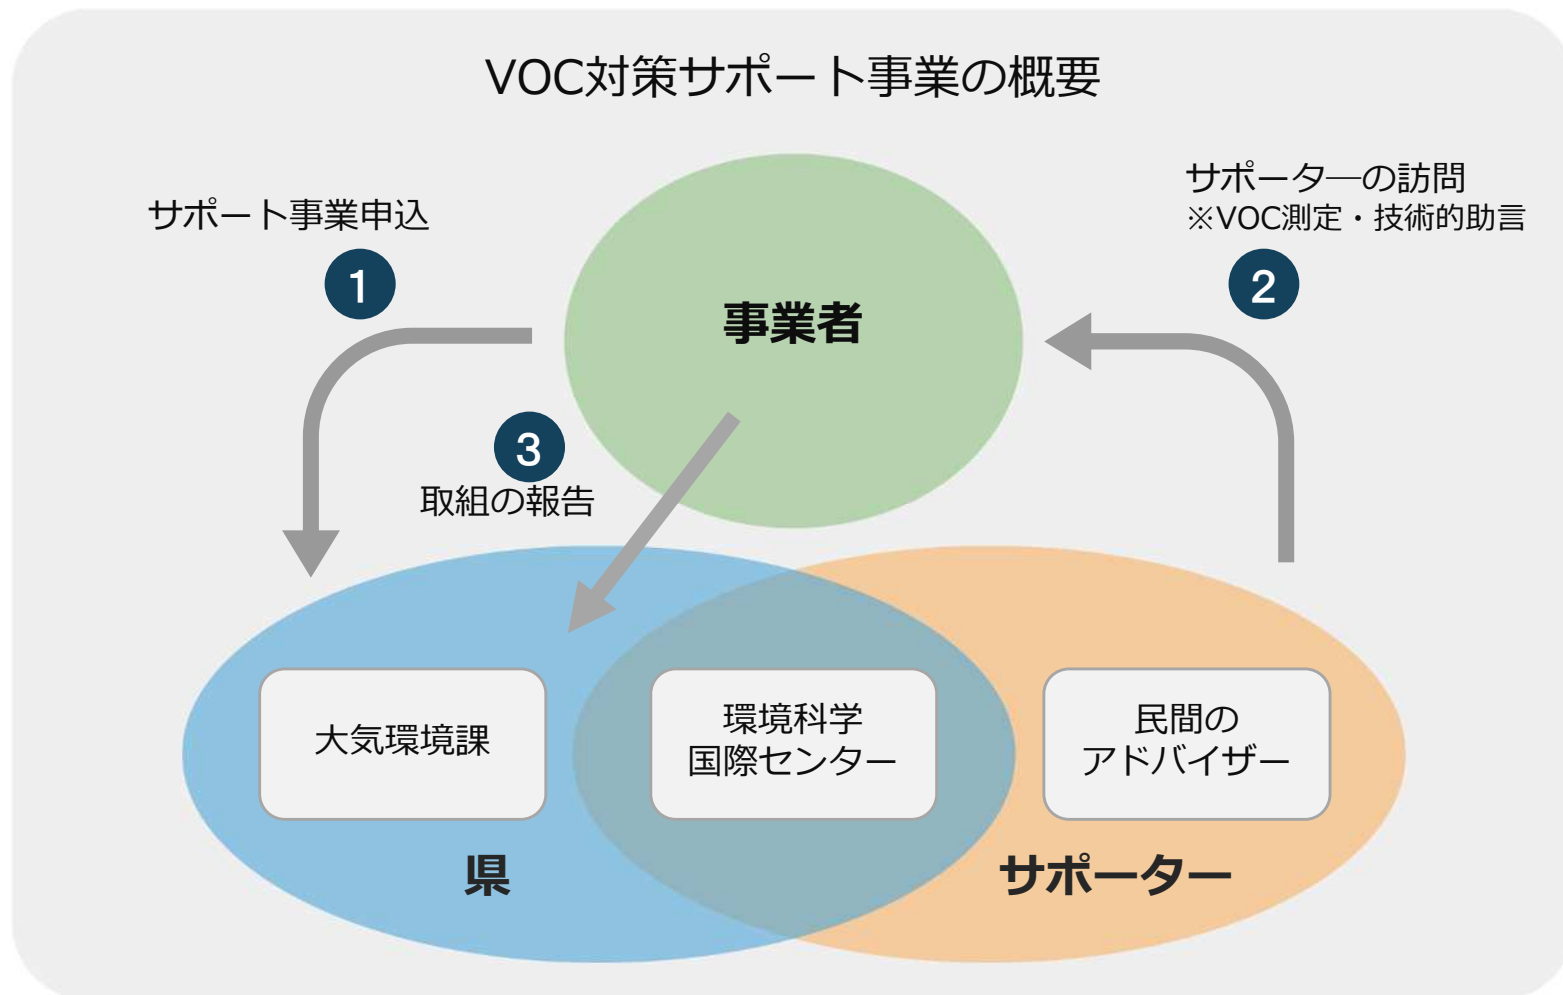 VOC対策サポート事業の概要
サポート事業申込
1
サポータ―の訪問
※VOC測定・技術的助言
2
事業者
3
取組の報告
大気環境課
環境科学
国際センター
民間の
アドバイザー
県
サポーター